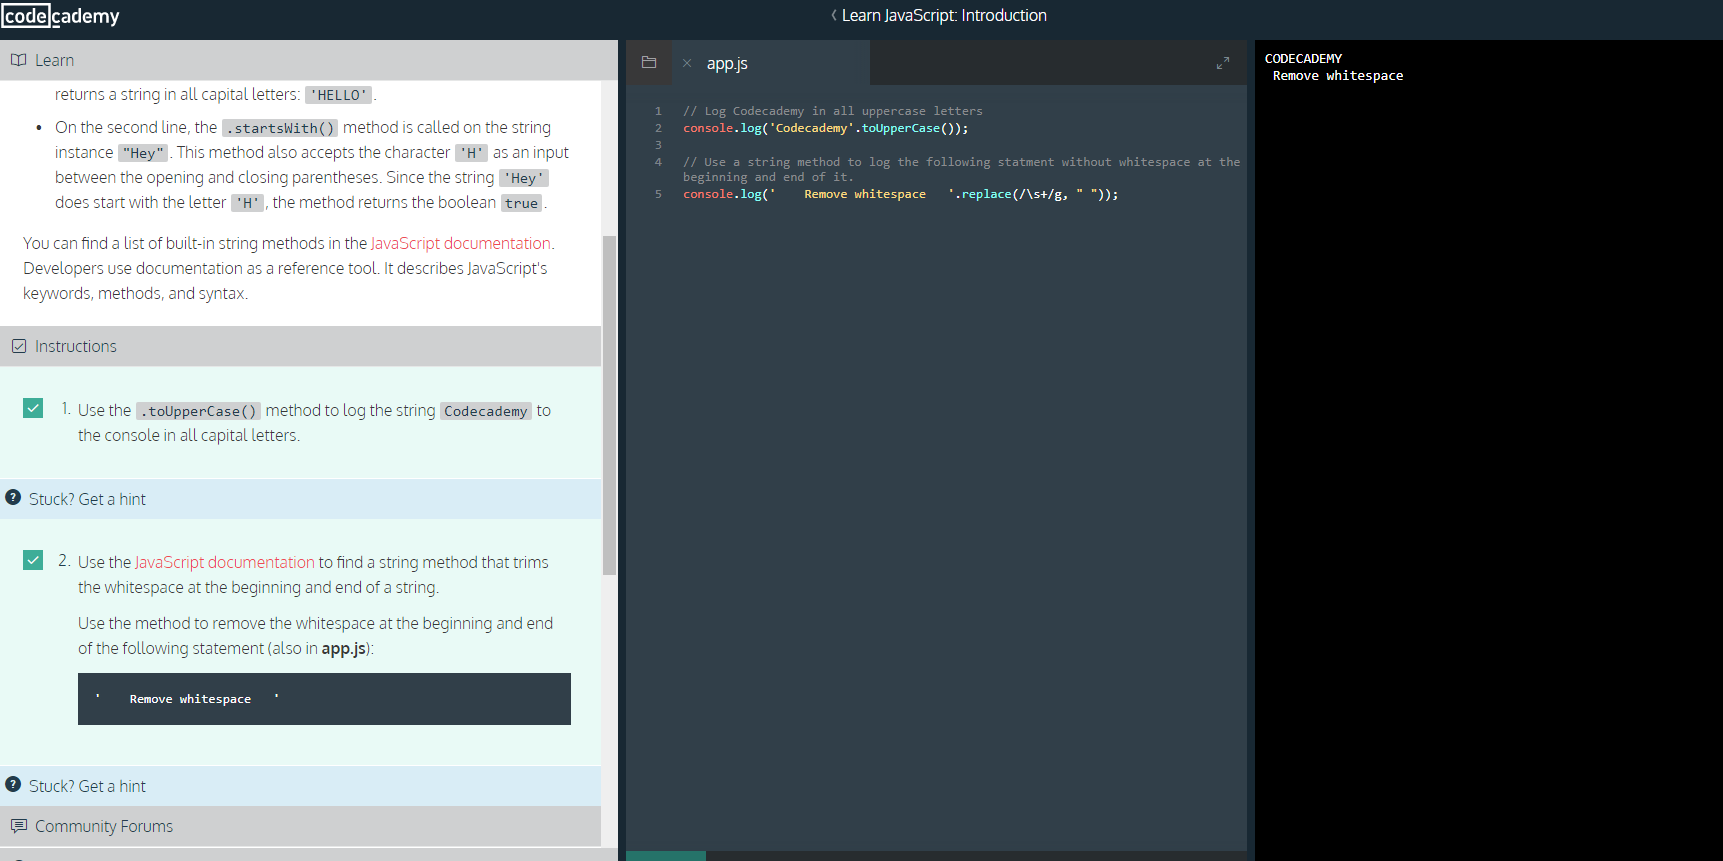 codecademy
Learn JavaScript: Introduction
Learn
returns a string in all capital letters: 'HELLO'.
• On the second line, the .startsWith() method is called on the string
instance "Hey". This method also accepts the character 'H' as an input
between the opening and closing parentheses. Since the string 'Hey'
does start with the letter 'H', the method returns the boolean true.
You can find a list of built-in string methods in the JavaScript documentation.
Developers use documentation as a reference tool. It describes JavaScript's
keywords, methods, and syntax.
Instructions
1. Use the .toUpperCase() method to log the string Codecademy to
the console in all capital letters.
? Stuck? Get a hint
2. Use the JavaScript documentation to find a string method that trims
the whitespace at the beginning and end of a string.
Use the method to remove the whitespace at the beginning and end
of the following statement (also in app.js):
'    Remove whitespace   '
? Stuck? Get a hint
Community Forums
app.js
1 // Log Codecademy in all uppercase letters
2 console.log('Codecademy'.toUpperCase());
3
4 // Use a string method to log the following statment without whitespace at the
beginning and end of it.
5 console.log('    Remove whitespace   '.replace(/\s+/g, " "));
CODECADEMY
Remove whitespace